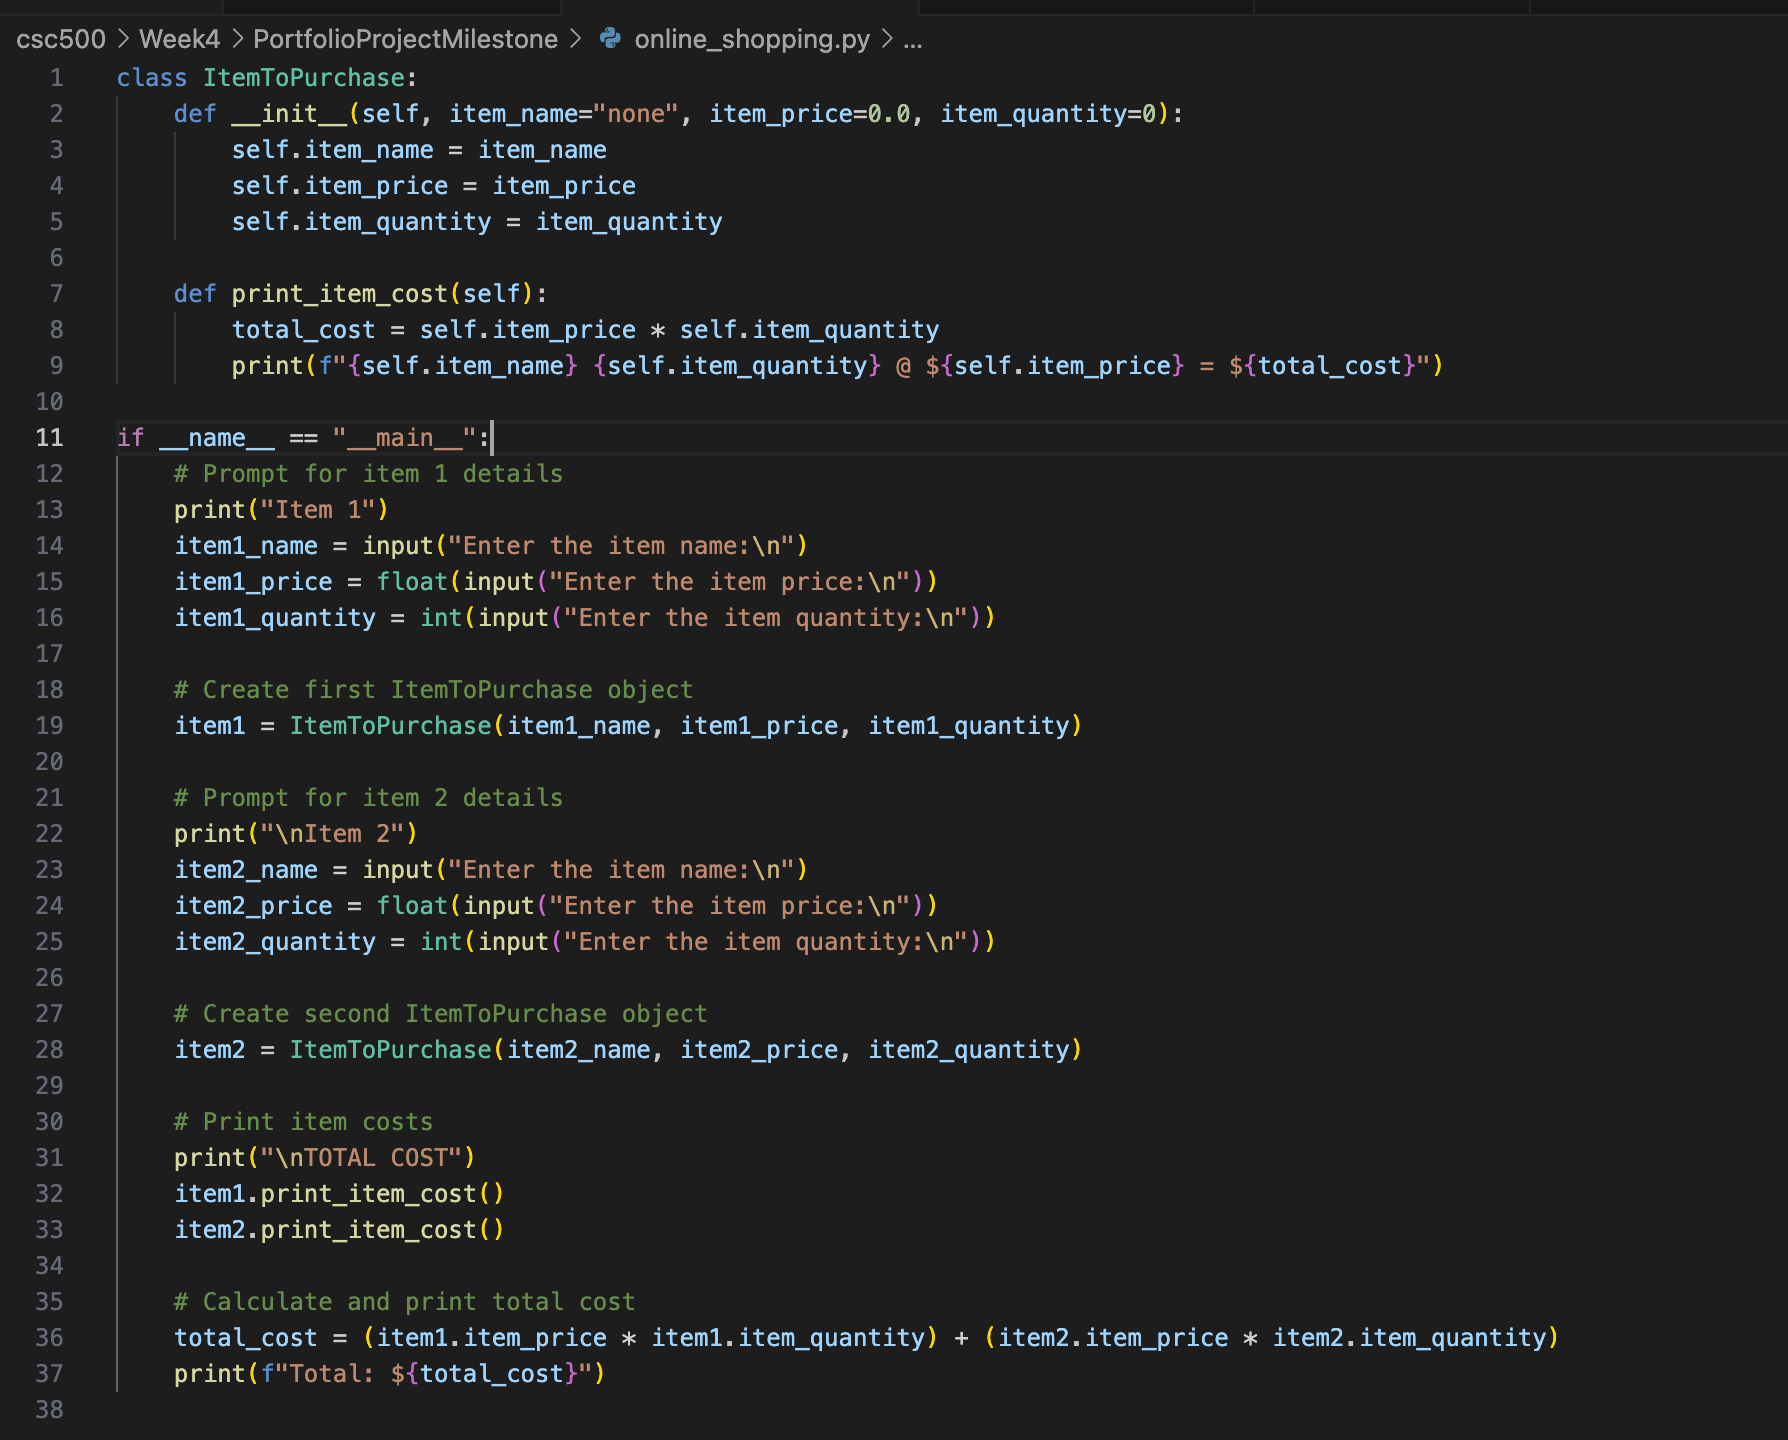 csc500 > Week4 > PortfolioProjectMilestone > online_shopping.py > ...
1 class ItemToPurchase:
2     def __init__(self, item_name="none", item_price=0.0, item_quantity=0):
3         self.item_name = item_name
4         self.item_price = item_price
5         self.item_quantity = item_quantity
6
7     def print_item_cost(self):
8         total_cost = self.item_price * self.item_quantity
9         print(f"{self.item_name} {self.item_quantity} @ ${self.item_price} = ${total_cost}")
10
11 if __name__ == "__main__":
12     # Prompt for item 1 details
13     print("Item 1")
14     item1_name = input("Enter the item name:\n")
15     item1_price = float(input("Enter the item price:\n"))
16     item1_quantity = int(input("Enter the item quantity:\n"))
17
18     # Create first ItemToPurchase object
19     item1 = ItemToPurchase(item1_name, item1_price, item1_quantity)
20
21     # Prompt for item 2 details
22     print("\nItem 2")
23     item2_name = input("Enter the item name:\n")
24     item2_price = float(input("Enter the item price:\n"))
25     item2_quantity = int(input("Enter the item quantity:\n"))
26
27     # Create second ItemToPurchase object
28     item2 = ItemToPurchase(item2_name, item2_price, item2_quantity)
29
30     # Print item costs
31     print("\nTOTAL COST")
32     item1.print_item_cost()
33     item2.print_item_cost()
34
35     # Calculate and print total cost
36     total_cost = (item1.item_price * item1.item_quantity) + (item2.item_price * item2.item_quantity)
37     print(f"Total: ${total_cost}")
38